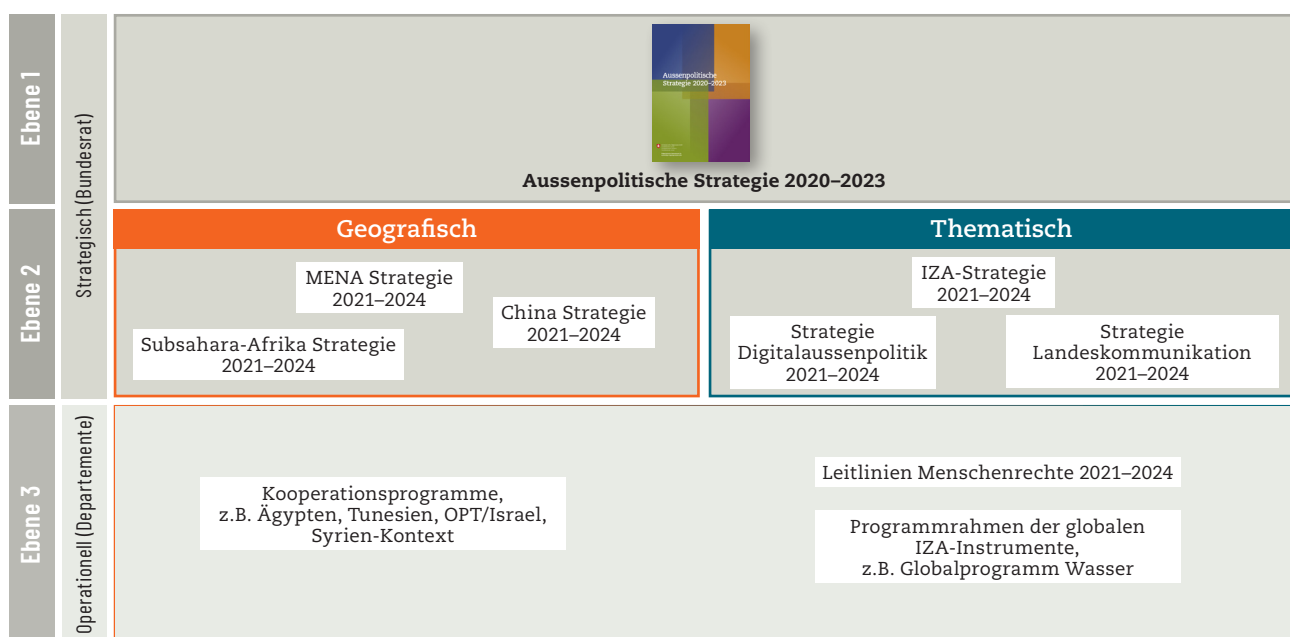 Ebene 1
Strategisch (Bundesrat)
Aussenpolitische
Strategie 2020–2023
Aussenpolitische Strategie 2020–2023
Ebene 2
Geografisch
MENA Strategie
2021–2024
China Strategie
2021–2024
Subsahara-Afrika Strategie
2021–2024
Thematisch
IZA-Strategie
2021–2024
Strategie
Digitalaussenpolitik
2021–2024
Strategie
Landeskommunikation
2021–2024
Ebene 3
Operationell (Departemente)
Kooperationsprogramme,
z.B. Ägypten, Tunesien, OPT/Israel,
Syrien-Kontext
Leitlinien Menschenrechte 2021–2024
Programmrahmen der globalen
IZA-Instrumente,
z.B. Globalprogramm Wasser